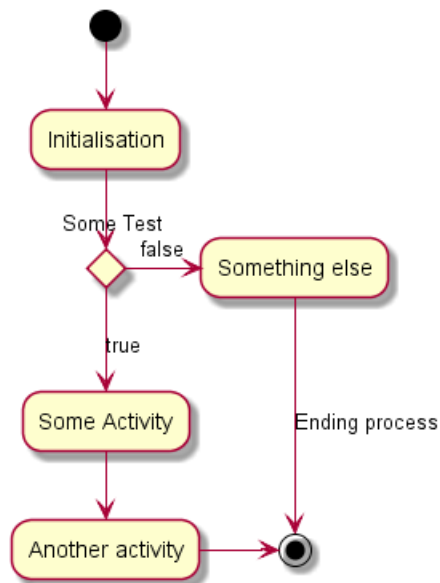 Initialisation
Some Test
false
Something else
true
Some Activity
Ending process
Another activity